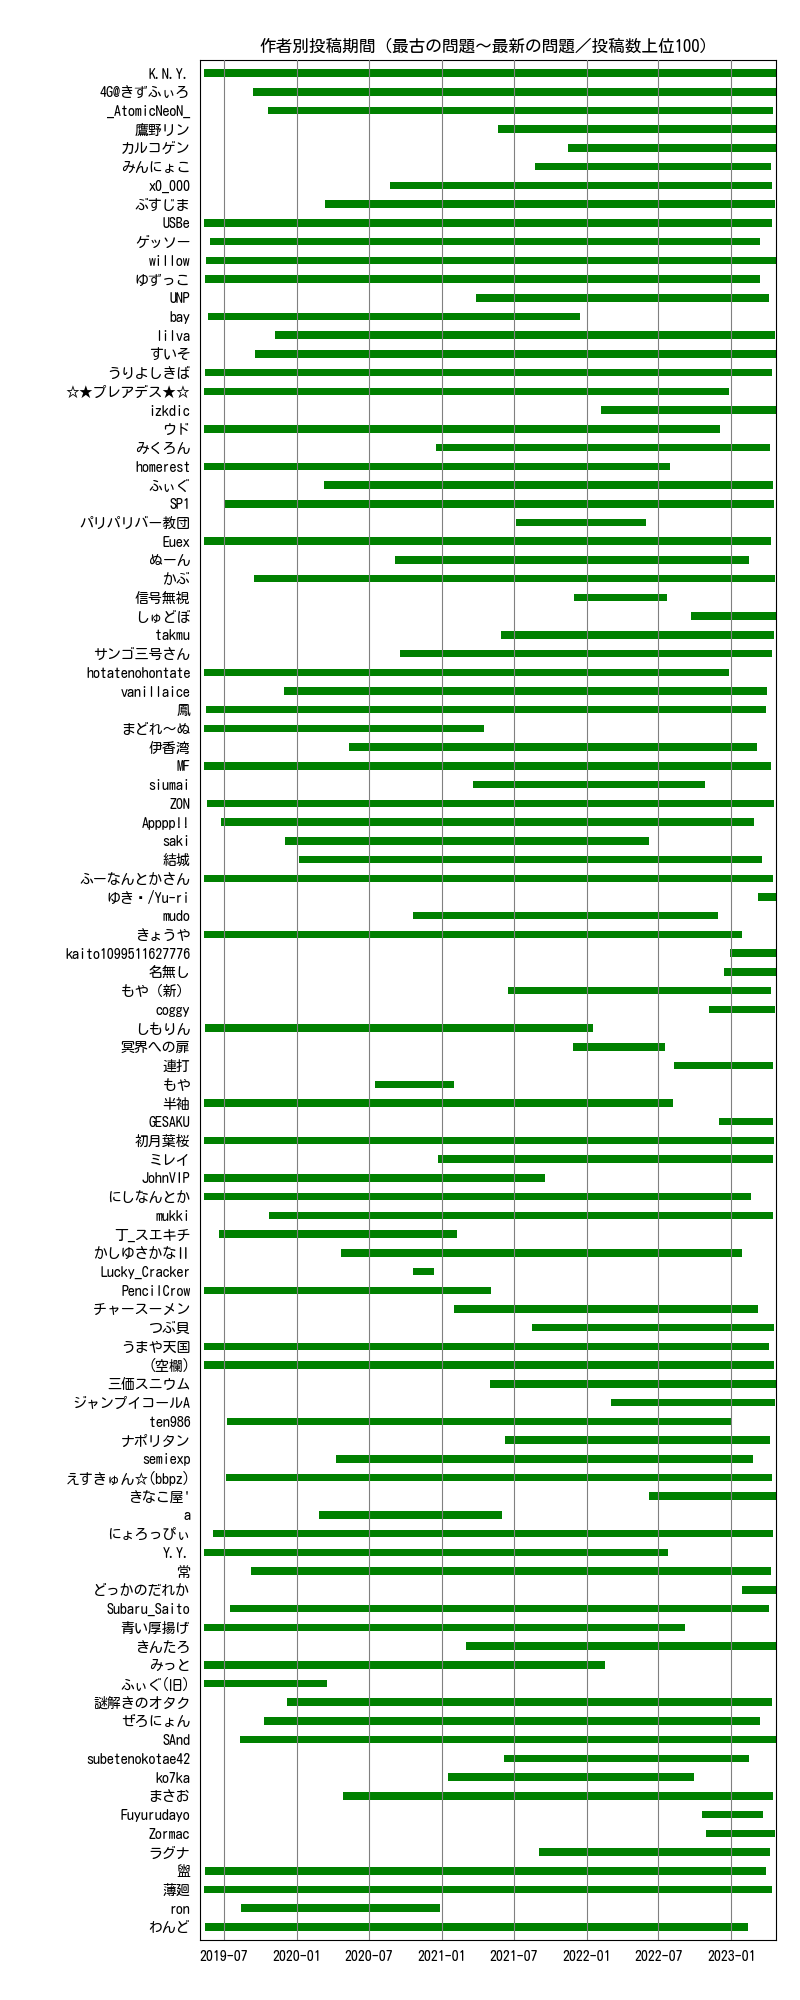 作者別投稿期間（最古の問題～最新の問題／投稿数上位100）
K.N.Y.
4G@きずふぃろ
_AtomicNeoN_
鷹野リン
カルコゲン
みんにょこ
x0_000
ぶすじま
USBe
ゲッソー
willow
ゆずっこ
UNP
bay
lilva
すいそ
うりよしきば
☆★プレアデス★☆
izkdic
ウド
みくろん
homerest
ふぃぐ
SP1
パリパリバー教団
Euex
ぬーん
かぶ
信号無視
しゅどぼ
takmu
サンゴ三号さん
hotatenohontate
vanillaice
鳳
まどれ～ぬ
伊香湾
MF
siumai
ZON
Appppll
saki
結城
ふーなんとかさん
ゆき・/Yu-ri
mudo
きょうや
kaito1099511627776
名無し
もや（新）
coggy
しもりん
冥界への扉
連打
もや
半袖
GESAKU
初月葉桜
ミレイ
JohnVIP
にしなんとか
mukki
丁_スエキチ
かしゆさかなII
Lucky_Cracker
PencilCrow
チャースーメン
つぶ貝
うまや天国
(空欄)
三価スニウム
ジャンプイコールA
ten986
ナポリタン
semiexp
えすきゅん☆(bbpz)
きなこ屋'
a
にょろっぴぃ
Y.Y.
常
どっかのだれか
Subaru_Saito
青い厚揚げ
きんたろ
みっと
ふぃぐ(旧)
謎解きのオタク
ぜろにょん
SAnd
subetenokotae42
ko7ka
まさお
Fuyurudayo
Zormac
ラグナ
盥
薄廻
ron
わんど
2019-07 2020-01 2020-07 2021-01 2021-07 2022-01 2022-07 2023-01